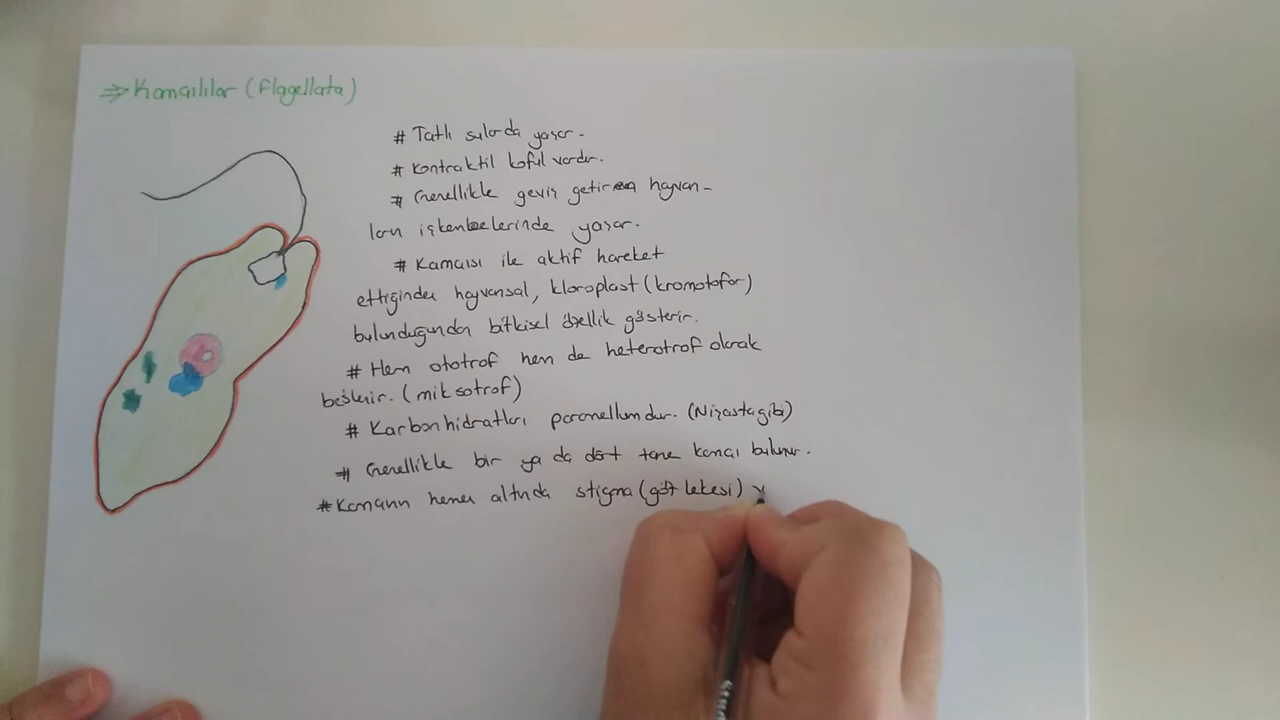 ⇒ Kamçılılar (Flagellata)
# Tatlı sularda yaşar.
# Kontraktil koful vardır.
# Genellikle geviş getiren hayvan-
ların işkembelerinde yaşar.
# Kamçısı ile aktif hareket
ettiğinden hayvansal, kloroplast (kromotofor)
bulunduğundan bitkisel özellik gösterir.
# Hem ototrof hem de heterotrof olarak
beslenir. (miksotrof)
# Karbonhidratları paramellumdur. (Nişasta gibi)
# Genellikle bir ya da dört tane kamçı bulunur.
# Kamçının hemen altında stigma (göz lekesi)